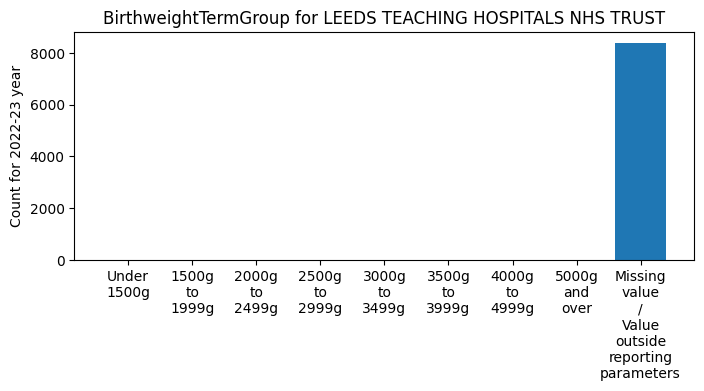 BirthweightTermGroup for LEEDS TEACHING HOSPITALS NHS TRUST
Count for 2022-23 year
8000
6000
4000
2000
0
Under
1500g
1500g
to
1999g
2000g
to
2499g
2500g
to
2999g
3000g
to
3499g
3500g
to
3999g
4000g
to
4999g
5000g
and
over
Missing
value
/
Value
outside
reporting
parameters